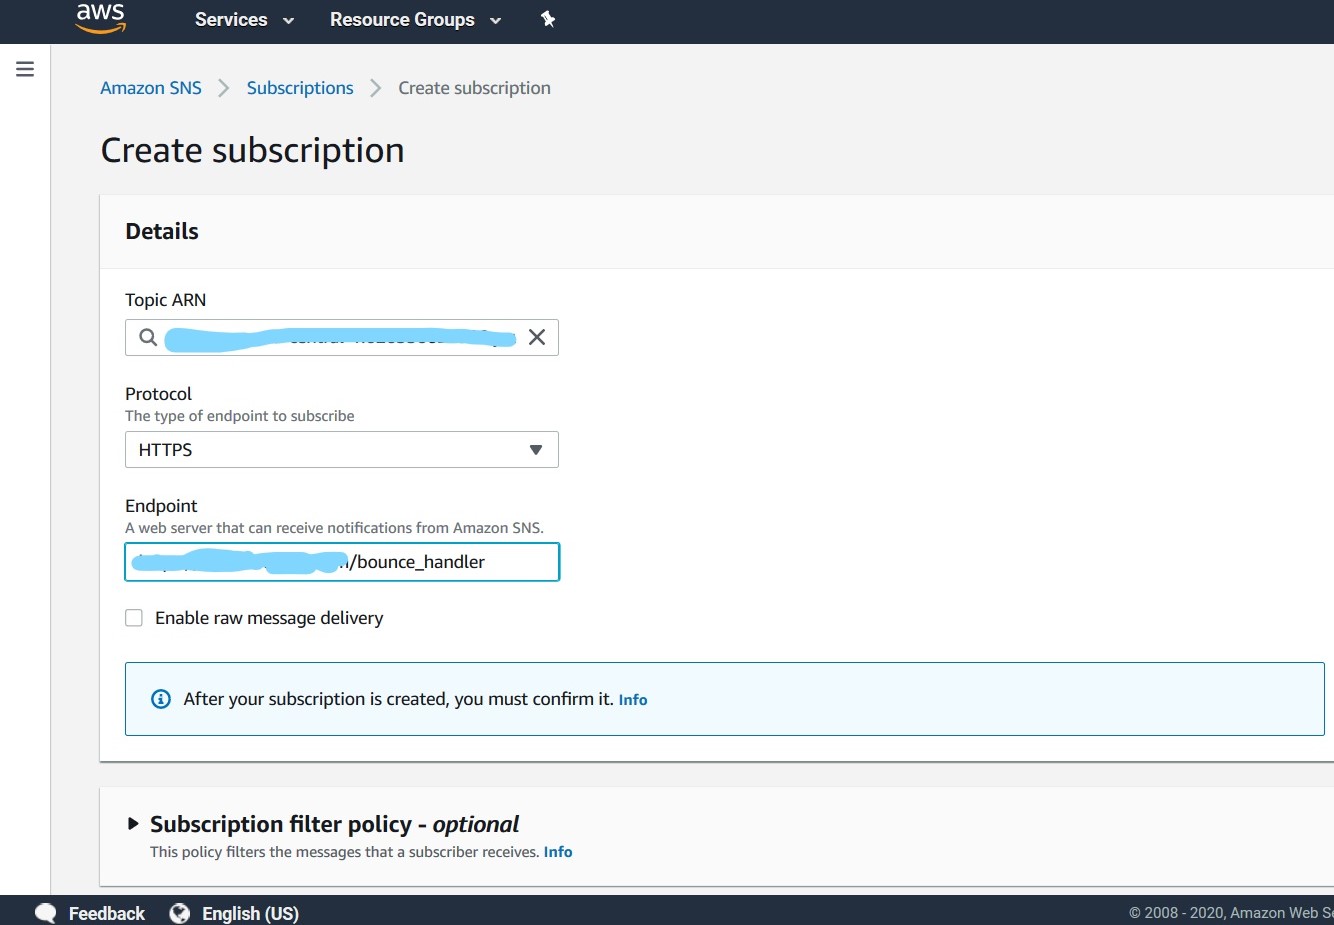 aws Services Resource Groups
Amazon SNS Subscriptions Create subscription
Create subscription
Details
Topic ARN
Protocol
The type of endpoint to subscribe
HTTPS
Endpoint
A web server that can receive notifications from Amazon SNS.
/bounce_handler
Enable raw message delivery
After your subscription is created, you must confirm it. Info
Subscription filter policy - optional
This policy filters the messages that a subscriber receives. Info
Feedback English (US) © 2008 - 2020, Amazon Web